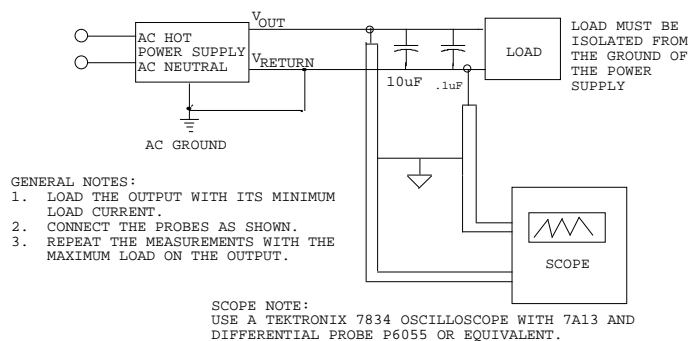 V OUT
AC HOT
POWER SUPPLY
AC NEUTRAL
V RETURN
10uF
.1uF
LOAD
LOAD MUST BE
ISOLATED FROM
THE GROUND OF
THE POWER
SUPPLY
AC GROUND
GENERAL NOTES:
1. LOAD THE OUTPUT WITH ITS MINIMUM
LOAD CURRENT.
2. CONNECT THE PROBES AS SHOWN.
3. REPEAT THE MEASUREMENTS WITH THE
MAXIMUM LOAD ON THE OUTPUT.
SCOPE
SCOPE NOTE:
USE A TEKTRONIX 7834 OSCILLOSCOPE WITH 7A13 AND
DIFFERENTIAL PROBE P6055 OR EQUIVALENT.